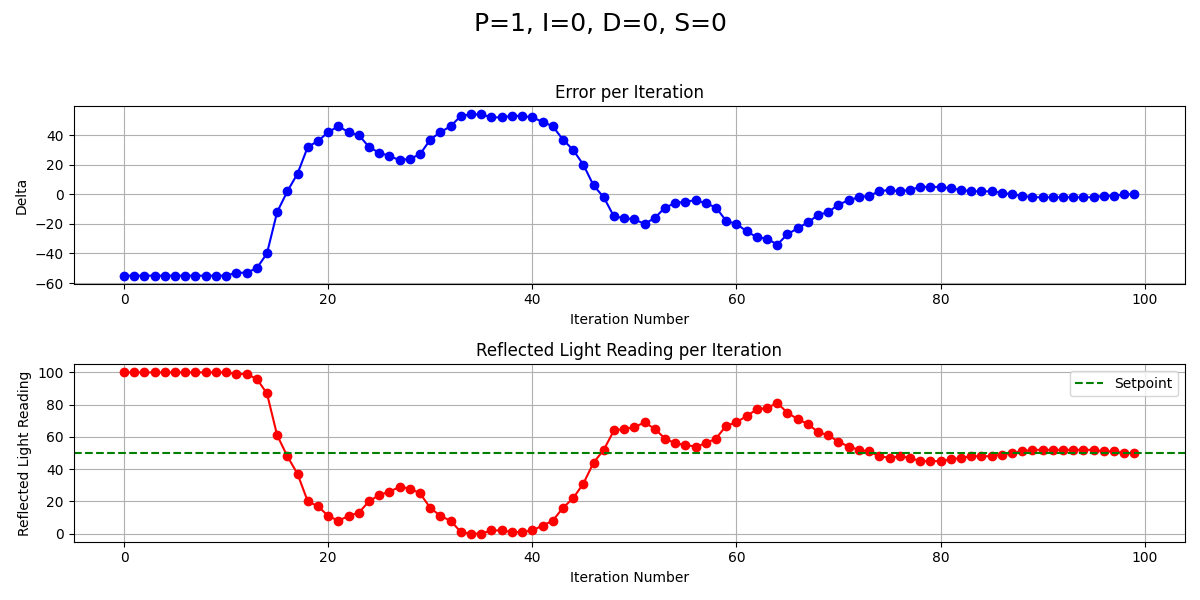 P=1, I=0, D=0, S=0
Error per Iteration
Delta
40
20
0
−20
−40
−60
0 20 40 60 80 100
Iteration Number
Reflected Light Reading per Iteration
Reflected Light Reading
100
80
60
40
20
0
Setpoint
0 20 40 60 80 100
Iteration Number